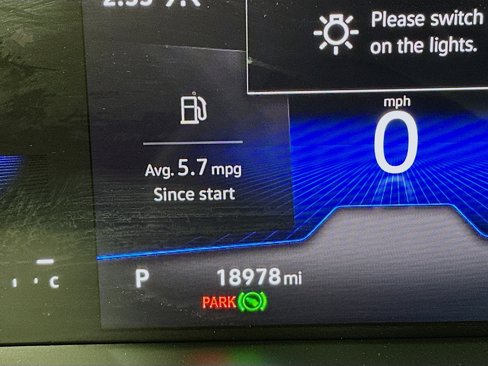 Please switch
on the lights.
mph
0
Avg. 5.7 mpg
Since start
C
P
18978 mi
PARK